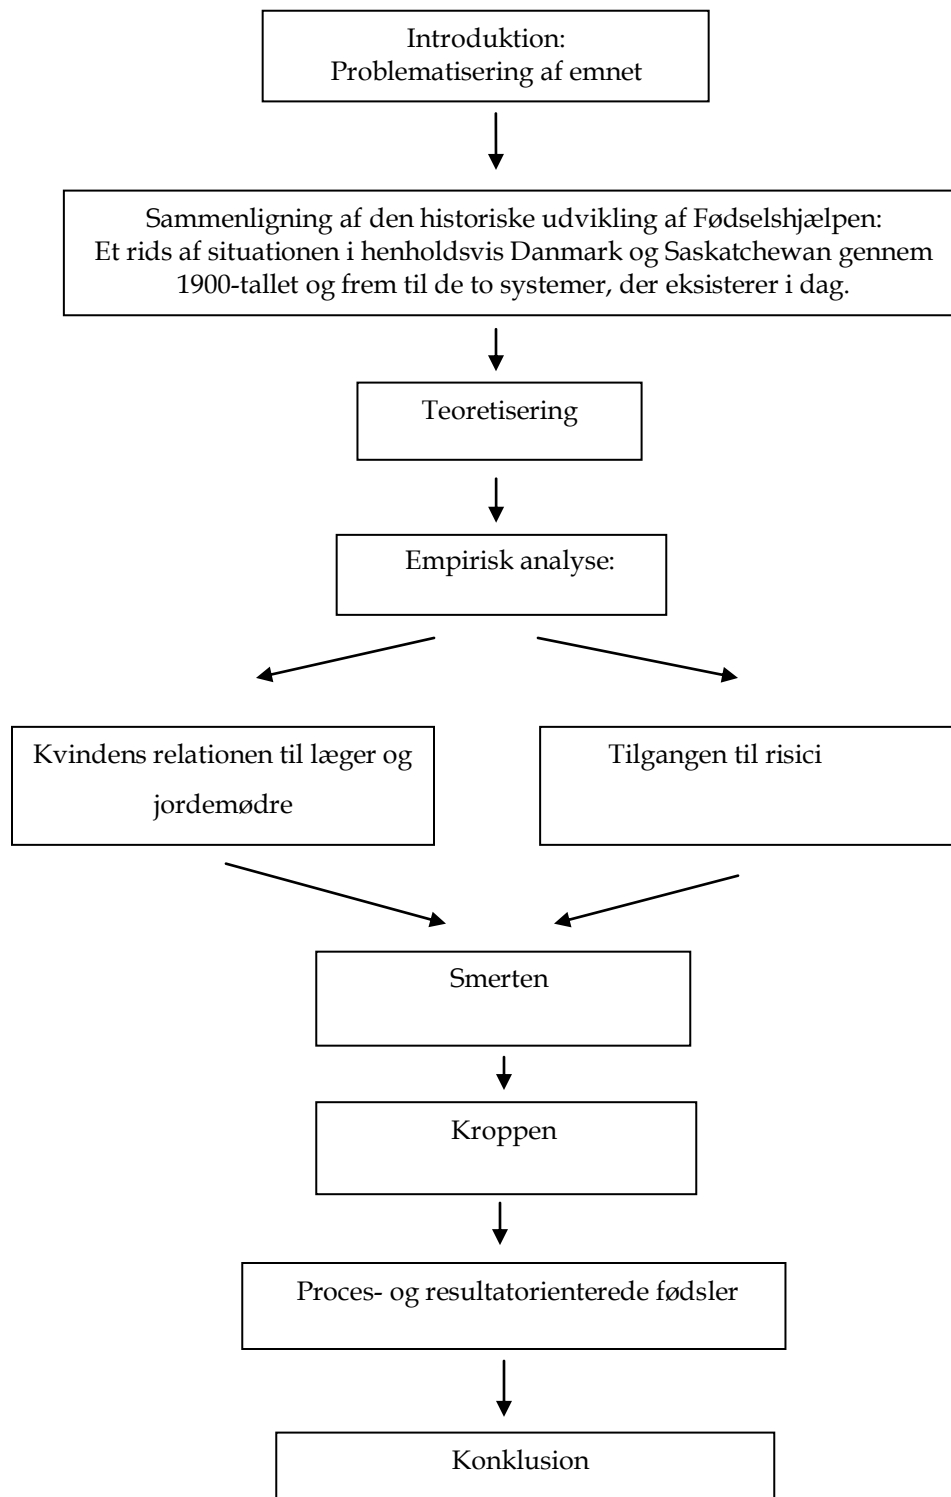 Introduktion:
Problematisering af emnet
Sammenligning af den historiske udvikling af Fødselshjælpen:
Et rids af situationen i henholdsvis Danmark og Saskatchewan gennem
1900-tallet og frem til de to systemer, der eksisterer i dag.
Teoretisering
Empirisk analyse:
Kvindens relationen til læger og
jordemødre
Tilgangen til risici
Smerten
Kroppen
Proces- og resultatorienterede fødsler
Konklusion